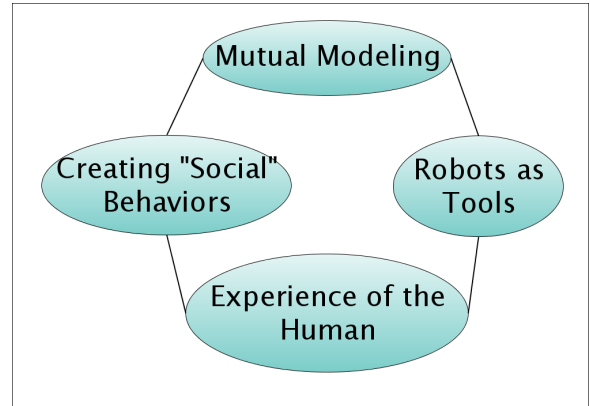 Mutual Modeling
Creating "Social"
Behaviors
Robots as
Tools
Experience of the
Human